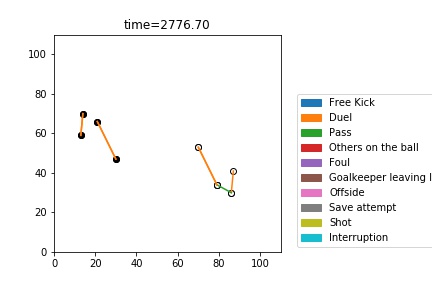 time=2776.70
100
80
60
40
20
0
0 20 40 60 80 100
Free Kick
Duel
Pass
Others on the ball
Foul
Goalkeeper leaving l
Offside
Save attempt
Shot
Interruption